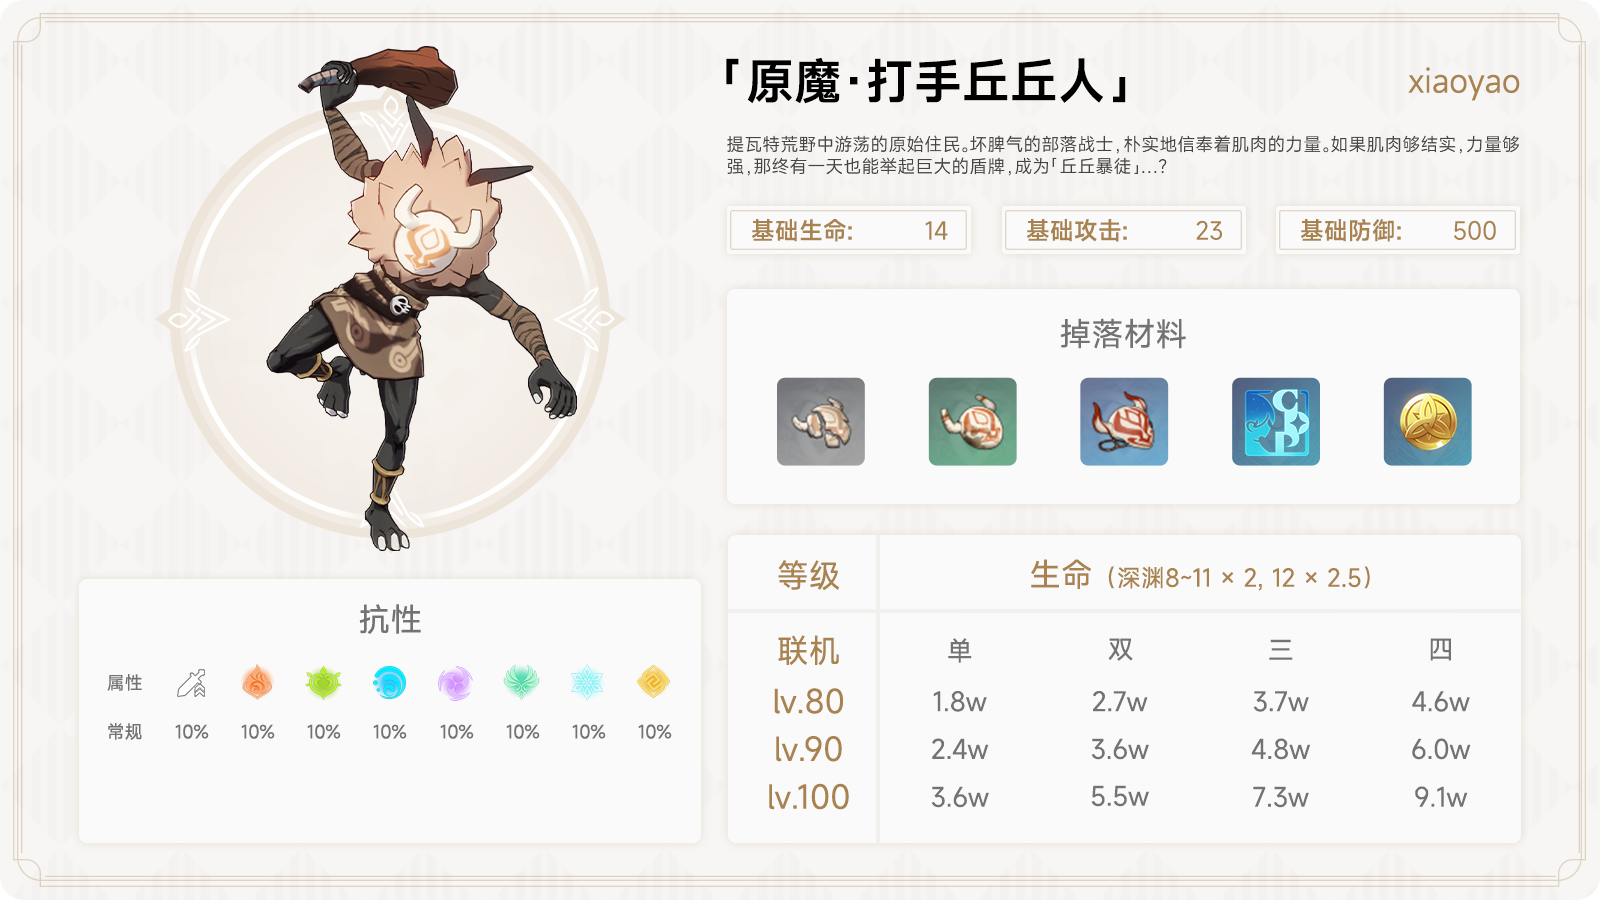 「原魔·打手丘丘人」
xiaoyao
提瓦特荒野中游荡的原始住民。坏脾气的部落战士,朴实地信奉着肌肉的力量。如果肌肉够结实,力量够
强,那终有一天也能举起巨大的盾牌,成为「丘丘暴徒」...?
基础生命: 14
基础攻击: 23
基础防御: 500
掉落材料
抗性
属性
常规 10% 10% 10% 10% 10% 10% 10% 10%
等级 生命 (深渊8~11 × 2, 12 × 2.5)
联机 单 双 三 四
lv.80 1.8w 2.7w 3.7w 4.6w
lv.90 2.4w 3.6w 4.8w 6.0w
lv.100 3.6w 5.5w 7.3w 9.1w